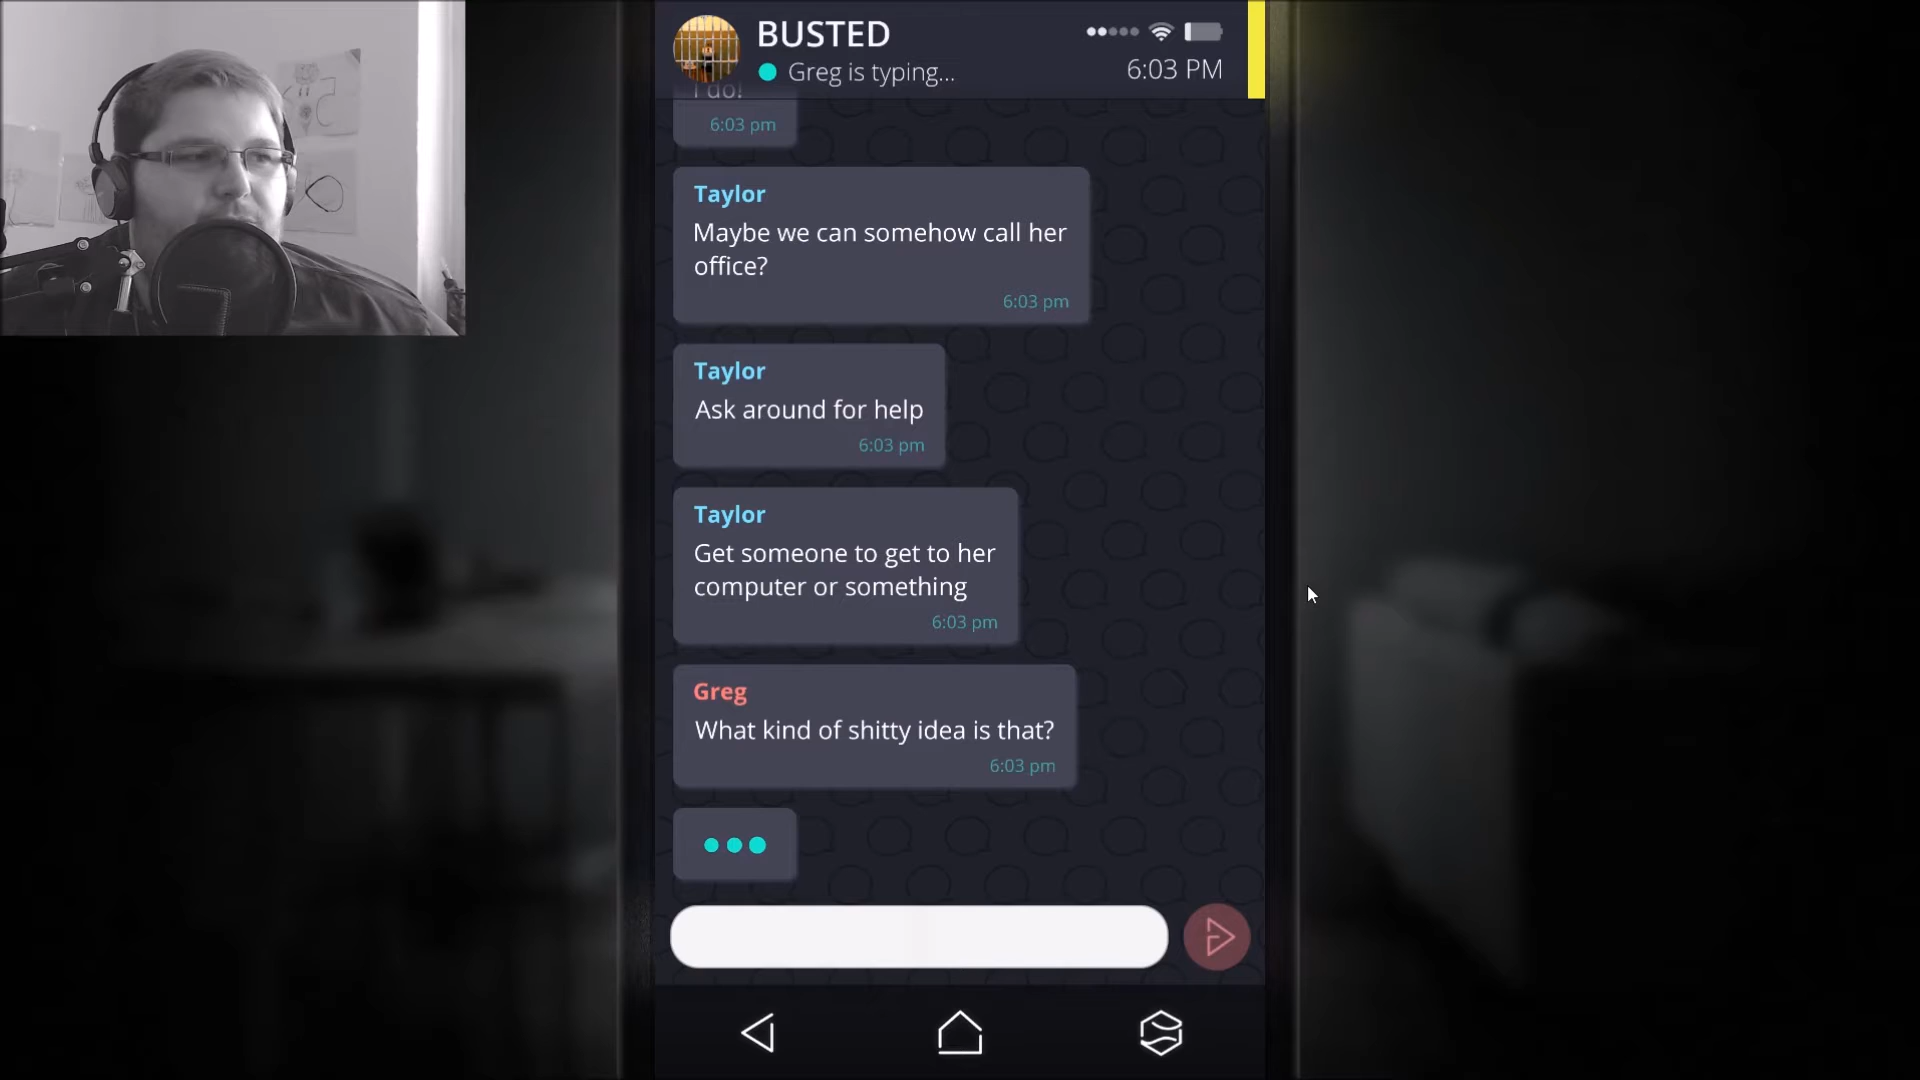 BUSTED
Greg is typing...
6:03 PM
I do!
6:03 pm
Taylor
Maybe we can somehow call her
office?
6:03 pm
Taylor
Ask around for help
6:03 pm
Taylor
Get someone to get to her
computer or something
6:03 pm
Greg
What kind of shitty idea is that?
6:03 pm